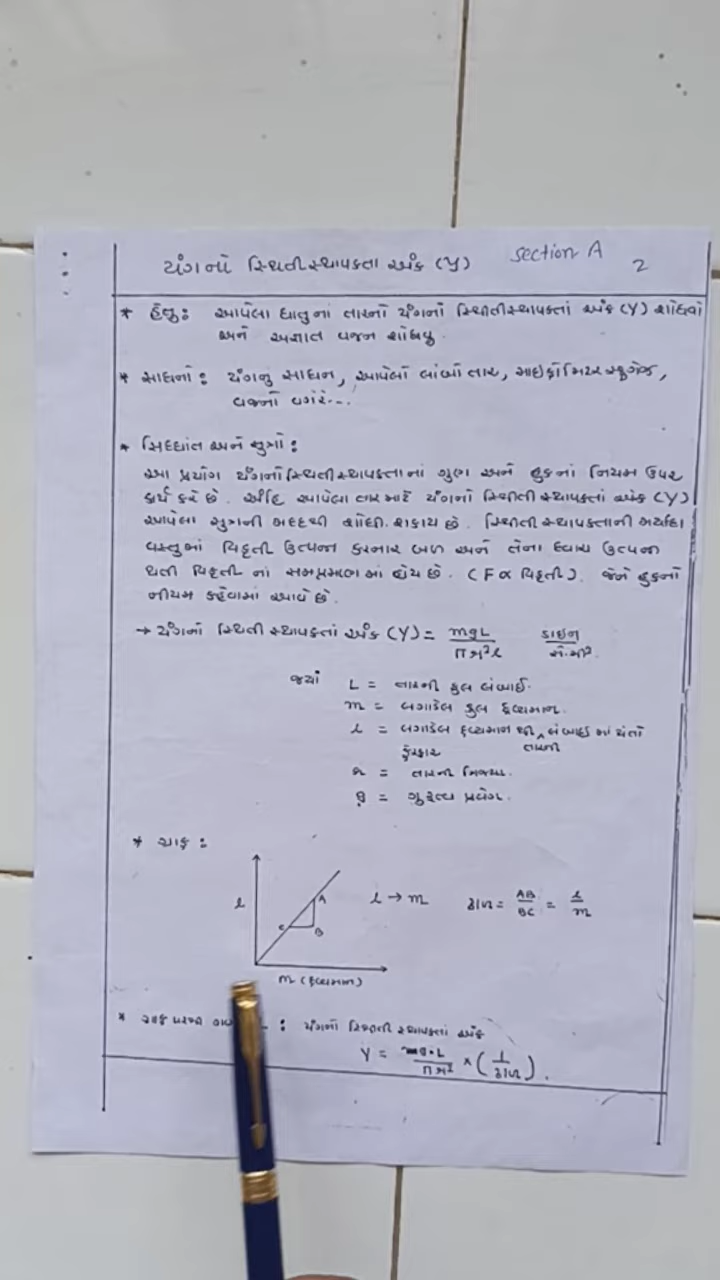 યંગનો સ્થિતીસ્થાપકતા અંક (Y) section A 2
* હેતુ: આપેલા ધાતુનાં તારનો યંગનો સ્થિતીસ્થાપકતાં અંક (Y) શોધવો
અને અજ્ઞાત વજન શોધવુ.
* સાધનો: યંગનુ સાધન, આપેલો લાંબો તાર, માઇક્રોમિટર સ્ક્રુગેજ,
વજનો વગેરે...
* સિધ્ધાંત અને સુત્રો:
આ પ્રયોગ યંગનો સ્થિતીસ્થાપકતાનાં ગુણ અને હુકનાં નિયમ ઉપર
કાર્ય કરે છે. અંહિ આપેલા તાર માટે યંગનો સ્થિતી સ્થાપકતાં અંક (Y)
આપેલા સુત્રની મદદથી શોધી શકાય છે. સ્થિતી સ્થાપકતાની મર્યાદા
વસ્તુમાં વિકૃતી ઉત્પન્ન કરનાર બળ અને તેના દ્વારા ઉત્પન્ન
થતી વિકૃતી નાં સમપ્રમાણ માં હોય છે. (F α વિકૃતી). જેને હુકનો
નીયમ કહેવામાં આવે છે.
→ યંગનો સ્થિતી સ્થાપકતાં અંક (Y) = mgL / πr²l ડાઇન / સે.મી²
જ્યાં L = તારની કુલ લંબાઈ.
m = લગાડેલ કુલ દ્રવ્યમાન.
l = લગાડેલ દ્રવ્યમાન થી તારની લંબાઈ માં થતો
ફેરફાર
r = તારની ત્રિજ્યા.
g = ગુરુત્વ પ્રવેગ.
* ગ્રાફ:
l A C B l → m ઢાળ = AB / BC = l / m
m (દ્રવ્યમાન)
* ગ્રાફ પરથી : યંગનો સ્થિતી સ્થાપકતાં અંક
Y = g.L / πr² × (1 / ઢાળ).